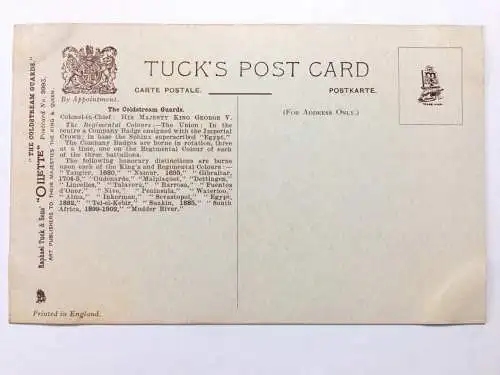 TUCK'S POST CARD
CARTE POSTALE.
POSTKARTE.
By Appointment.
(For Address Only.)
The Coldstream Guards.
Colonel-in-Chief: His Majesty King George V.
The Regimental Colours:—The Union: In the
centre a Company Badge ensigned with the Imperial
Crown; in base the Sphinx superscribed "Egypt."
The Company Badges are borne in rotation, three
at a time, one on the Regimental Colour of each
of the three battalions.
The following honorary distinctions are borne
upon each of the King's and Regimental Colours:—
"Tangier, 1680," "Namur, 1695," "Gibraltar,
1704-5," "Oudenarde," "Malplaquet," "Dettingen,"
"Lincelles," "Talavera," "Barrosa," "Fuentes
d'Onor," "Nive," "Peninsula," "Waterloo,"
"Alma," "Inkerman," "Sevastopol," "Egypt,
1882," "Tel-el-Kebir," "Suakin, 1885," "South
Africa, 1899-1902," "Modder River."
"THE COLDSTREAM GUARDS."
Postcard No. 9993.
Raphael Tuck & Sons' "OILETTE"
ART PUBLISHERS TO THEIR MAJESTIES THE KING & QUEEN.
Printed in England.